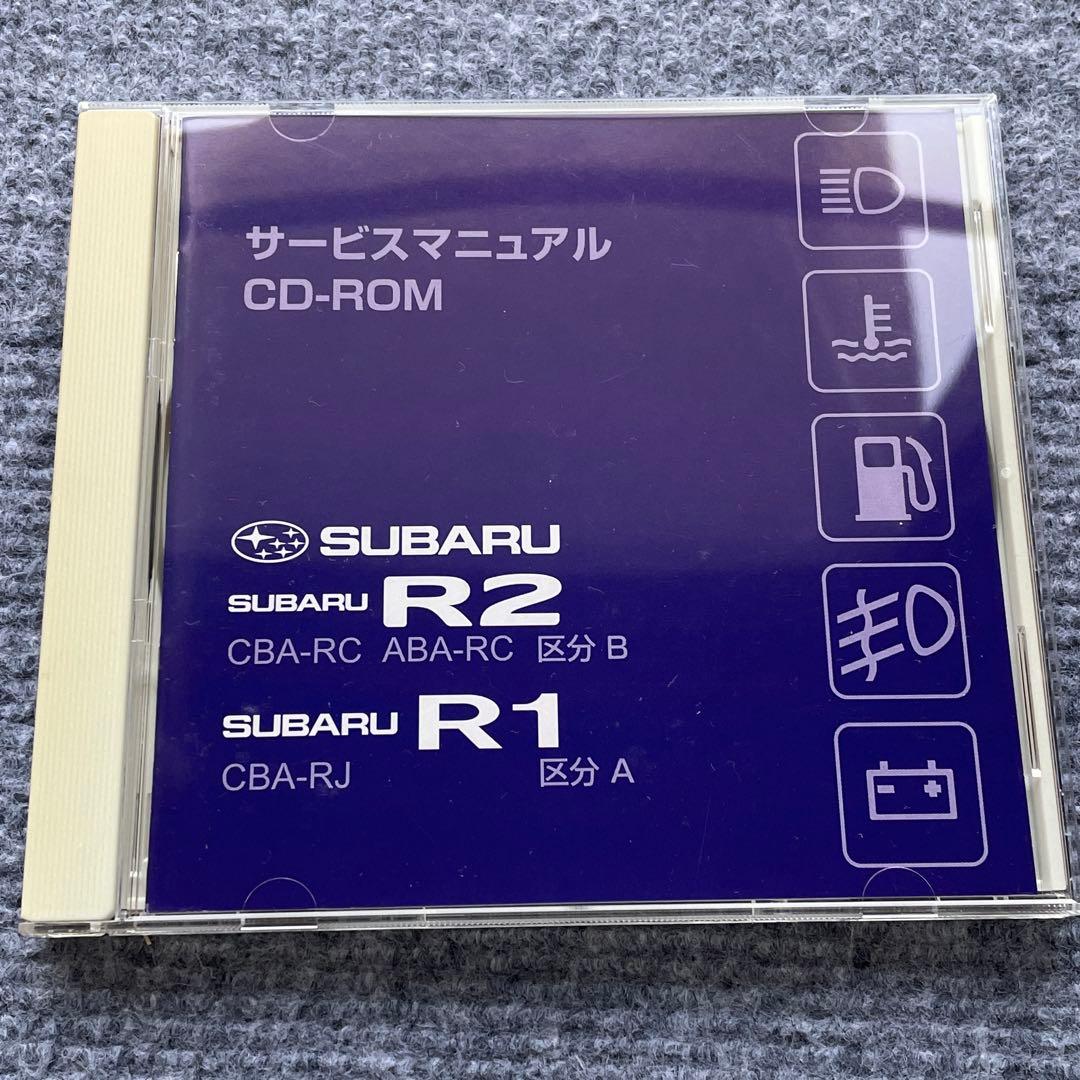 サービスマニュアル
CD-ROM
SUBARU
SUBARU R2
CBA-RC ABA-RC 区分 B
SUBARU R1
CBA-RJ 区分 A